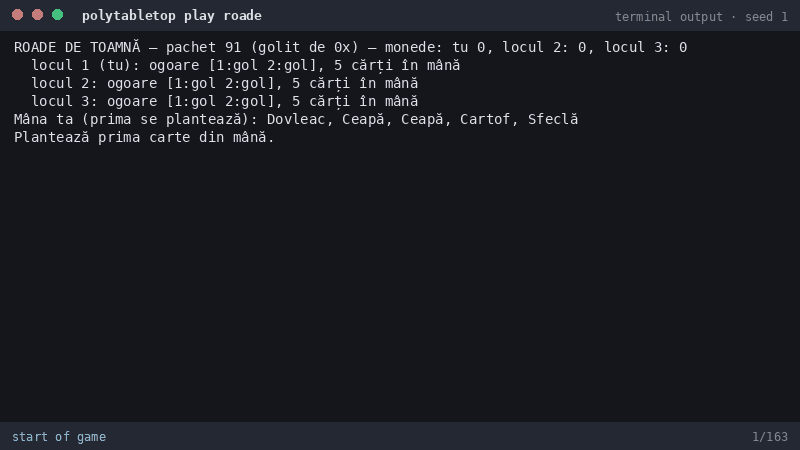 polytabletop play roade
terminal output · seed 1
ROADE DE TOAMNĂ — pachet 91 (golit de 0x) — monede: tu 0, locul 2: 0, locul 3: 0
locul 1 (tu): ogoare [1:gol 2:gol], 5 cărți în mână
locul 2: ogoare [1:gol 2:gol], 5 cărți în mână
locul 3: ogoare [1:gol 2:gol], 5 cărți în mână
Mâna ta (prima se plantează): Dovleac, Ceapă, Ceapă, Cartof, Sfeclă
Plantează prima carte din mână.
start of game
1/163